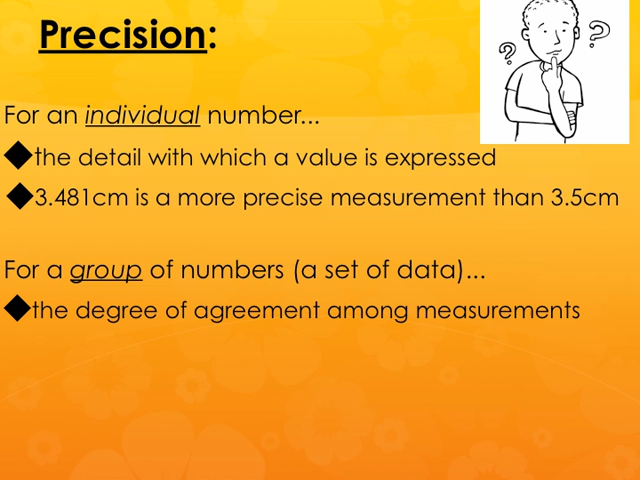 Precision:
For an individual number...
the detail with which a value is expressed
3.481cm is a more precise measurement than 3.5cm
For a group of numbers (a set of data)...
the degree of agreement among measurements